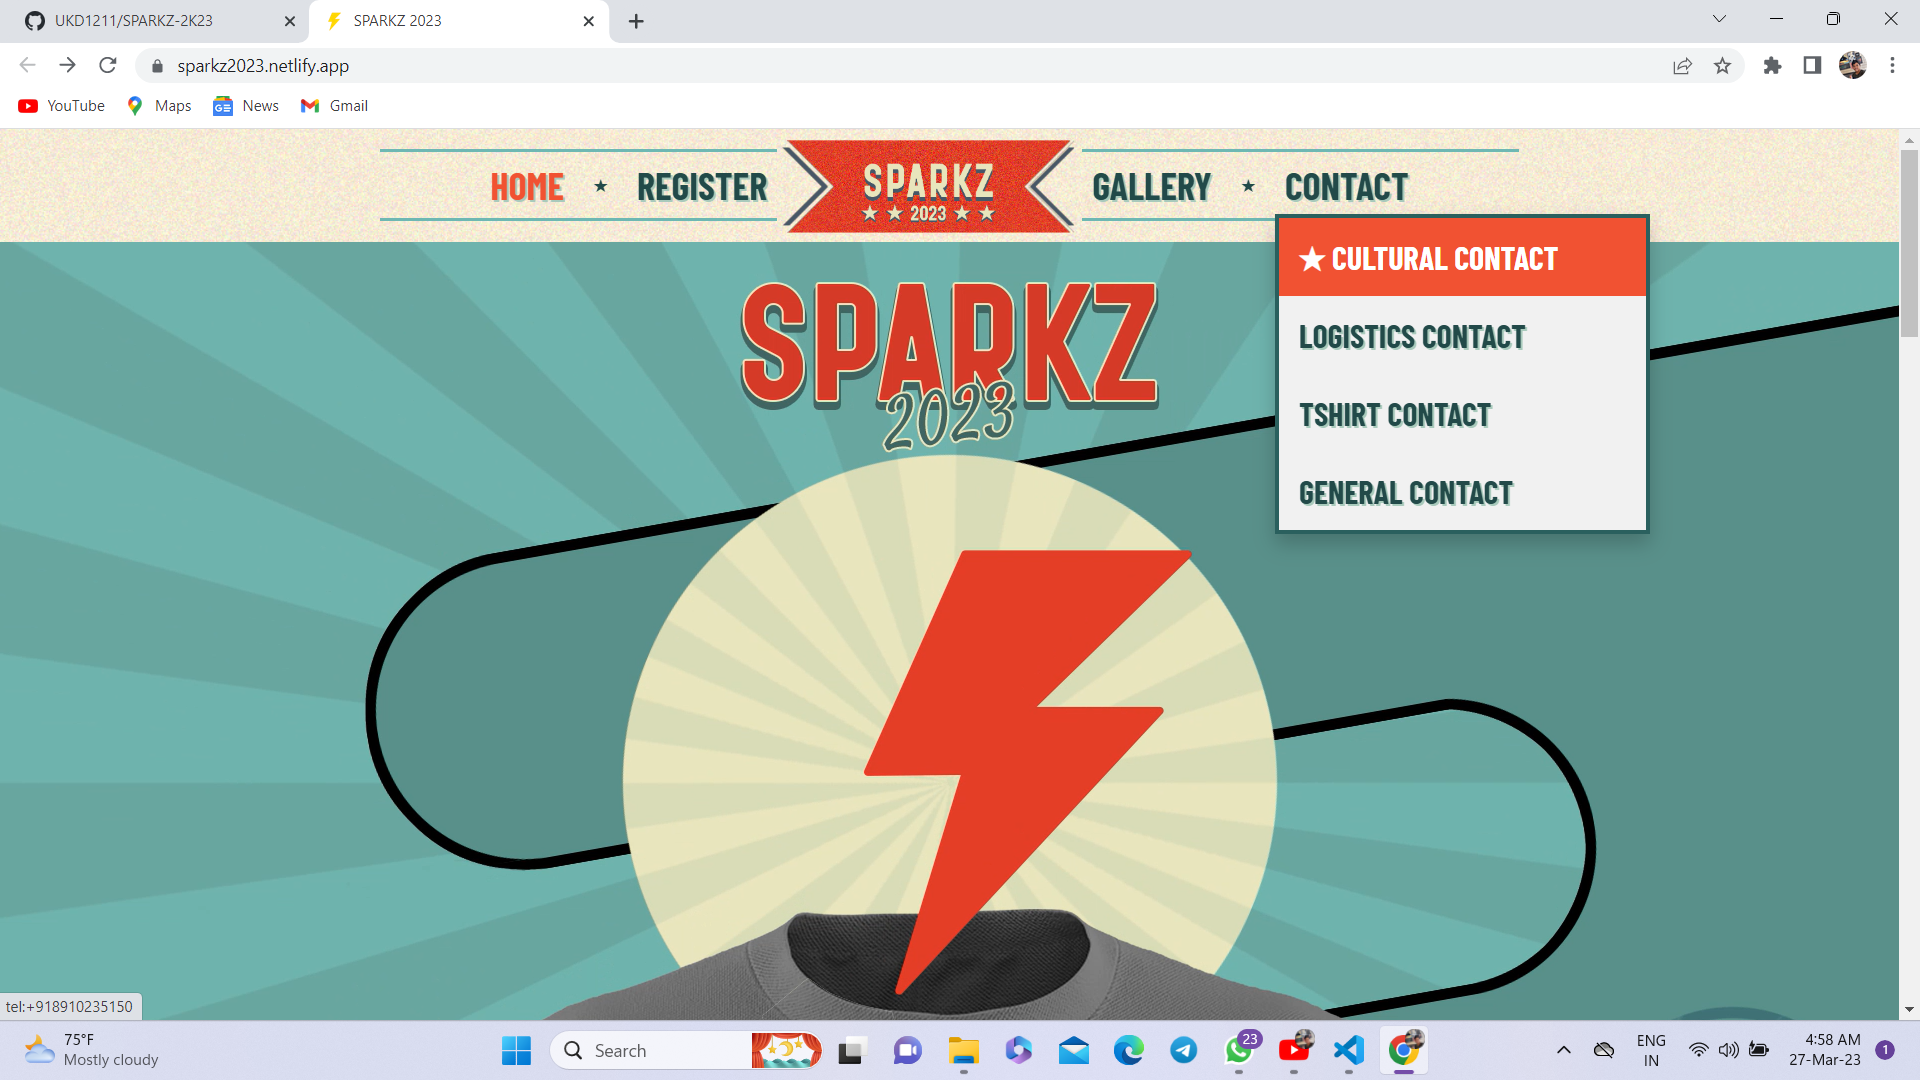 UKD1211/SPARKZ-2K23
SPARKZ 2023
sparkz2023.netlify.app
YouTube
Maps
News
Gmail
HOME ★ REGISTER
SPARKZ
★ ★ 2023 ★ ★
GALLERY ★ CONTACT
★ CULTURAL CONTACT
LOGISTICS CONTACT
TSHIRT CONTACT
GENERAL CONTACT
SPARKZ
2023
tel:+918910235150
75°F
Mostly cloudy
Search
23
ENG
IN
4:58 AM
27-Mar-23
1